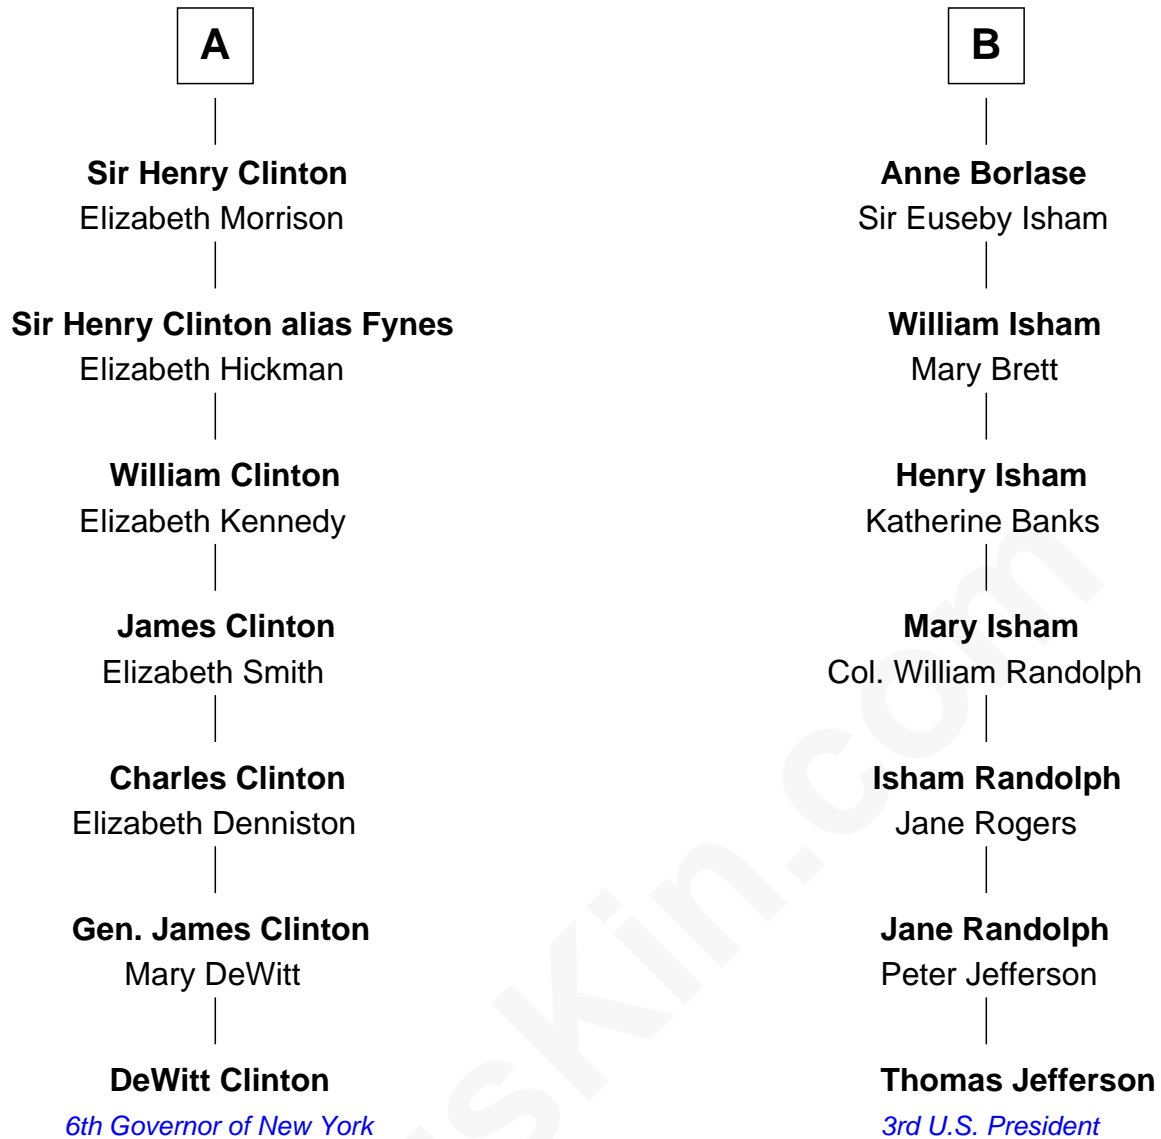 A
Sir Henry Clinton
Elizabeth Morrison
Sir Henry Clinton alias Fynes
Elizabeth Hickman
William Clinton
Elizabeth Kennedy
James Clinton
Elizabeth Smith
Charles Clinton
Elizabeth Denniston
Gen. James Clinton
Mary DeWitt
DeWitt Clinton
6th Governor of New York
B
Anne Borlase
Sir Euseby Isham
William Isham
Mary Brett
Henry Isham
Katherine Banks
Mary Isham
Col. William Randolph
Isham Randolph
Jane Rogers
Jane Randolph
Peter Jefferson
Thomas Jefferson
3rd U.S. President
isKin.com